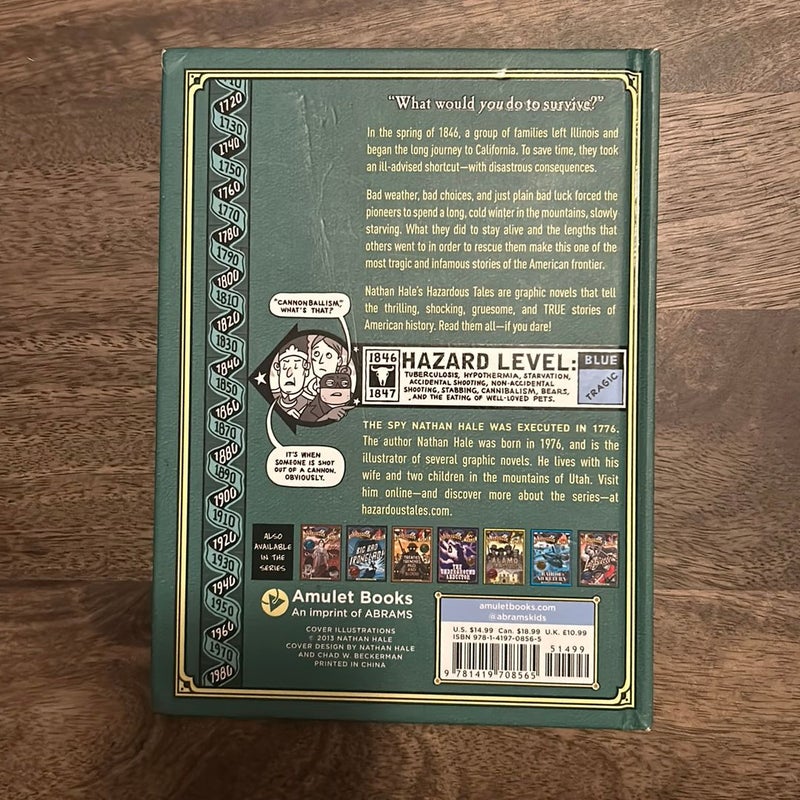 1720
1730
1740
1750
1760
1770
1780
1790
1800
1810
1820
1830
1840
1850
1860
1870
1880
1890
1900
1910
1920
1930
1940
1950
1960
1970
1980
"What would you do to survive?"
In the spring of 1846, a group of families left Illinois and
began the long journey to California. To save time, they took
an ill-advised shortcut—with disastrous consequences.
Bad weather, bad choices, and just plain bad luck forced the
pioneers to spend a long, cold winter in the mountains, slowly
starving. What they did to stay alive and the lengths that
others went to in order to rescue them make this one of the
most tragic and infamous stories of the American frontier.
Nathan Hale's Hazardous Tales are graphic novels that tell
the thrilling, shocking, gruesome, and TRUE stories of
American history. Read them all—if you dare!
"CANNONBALLISM,"
WHAT'S THAT?
IT'S WHEN
SOMEONE IS SHOT
OUT OF A CANNON,
OBVIOUSLY.
1846
1847
HAZARD LEVEL:
TUBERCULOSIS, HYPOTHERMIA, STARVATION,
ACCIDENTAL SHOOTING, NON-ACCIDENTAL
SHOOTING, STABBING, CANNIBALISM, BEARS,
AND THE EATING OF WELL-LOVED PETS.
BLUE
TRAGIC
THE SPY NATHAN HALE WAS EXECUTED IN 1776.
The author Nathan Hale was born in 1976, and is the
illustrator of several graphic novels. He lives with his
wife and two children in the mountains of Utah. Visit
him online—and discover more about the series—at
hazardoustales.com.
ALSO
AVAILABLE
IN THE
SERIES
BIG BAD
IRONCLAD!
THE UNDERGROUND
ABDUCTOR
ALAMO
Amulet Books
An imprint of ABRAMS
COVER ILLUSTRATIONS
© 2013 NATHAN HALE
COVER DESIGN BY NATHAN HALE
AND CHAD W. BECKERMAN
PRINTED IN CHINA
amuletbooks.com
@abramskids
U.S. $14.99 Can. $18.99 U.K. £10.99
ISBN 978-1-4197-0856-5
51499
9 781419 708565